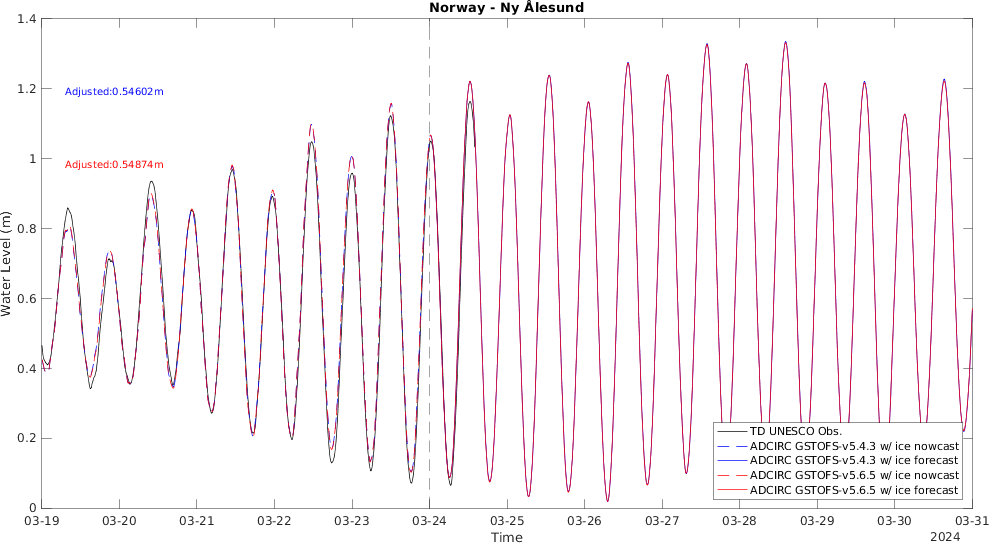 Norway - Ny Ålesund
1.4
1.2
1
0.8
0.6
0.4
0.2
0
Water Level (m)
Adjusted:0.54602m
Adjusted:0.54874m
TD UNESCO Obs.
ADCIRC GSTOFS-v5.4.3 w/ ice nowcast
ADCIRC GSTOFS-v5.4.3 w/ ice forecast
ADCIRC GSTOFS-v5.6.5 w/ ice nowcast
ADCIRC GSTOFS-v5.6.5 w/ ice forecast
03-19 03-20 03-21 03-22 03-23 03-24 03-25 03-26 03-27 03-28 03-29 03-30 03-31
Time
2024